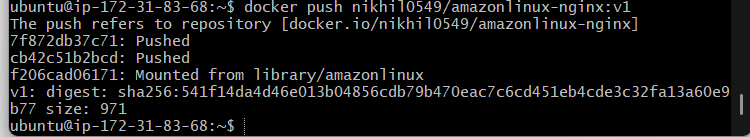 ubuntu@ip-172-31-83-68:~$ docker push nikhil0549/amazonlinux-nginx:v1
The push refers to repository [docker.io/nikhil0549/amazonlinux-nginx]
7f872db37c71: Pushed
cb42c51b2bcd: Pushed
f206cad06171: Mounted from library/amazonlinux
v1: digest: sha256:541f14da4d46e013b04856cdb79b470eac7c6cd451eb4cde3c32fa13a60e9
b77 size: 971
ubuntu@ip-172-31-83-68:~$